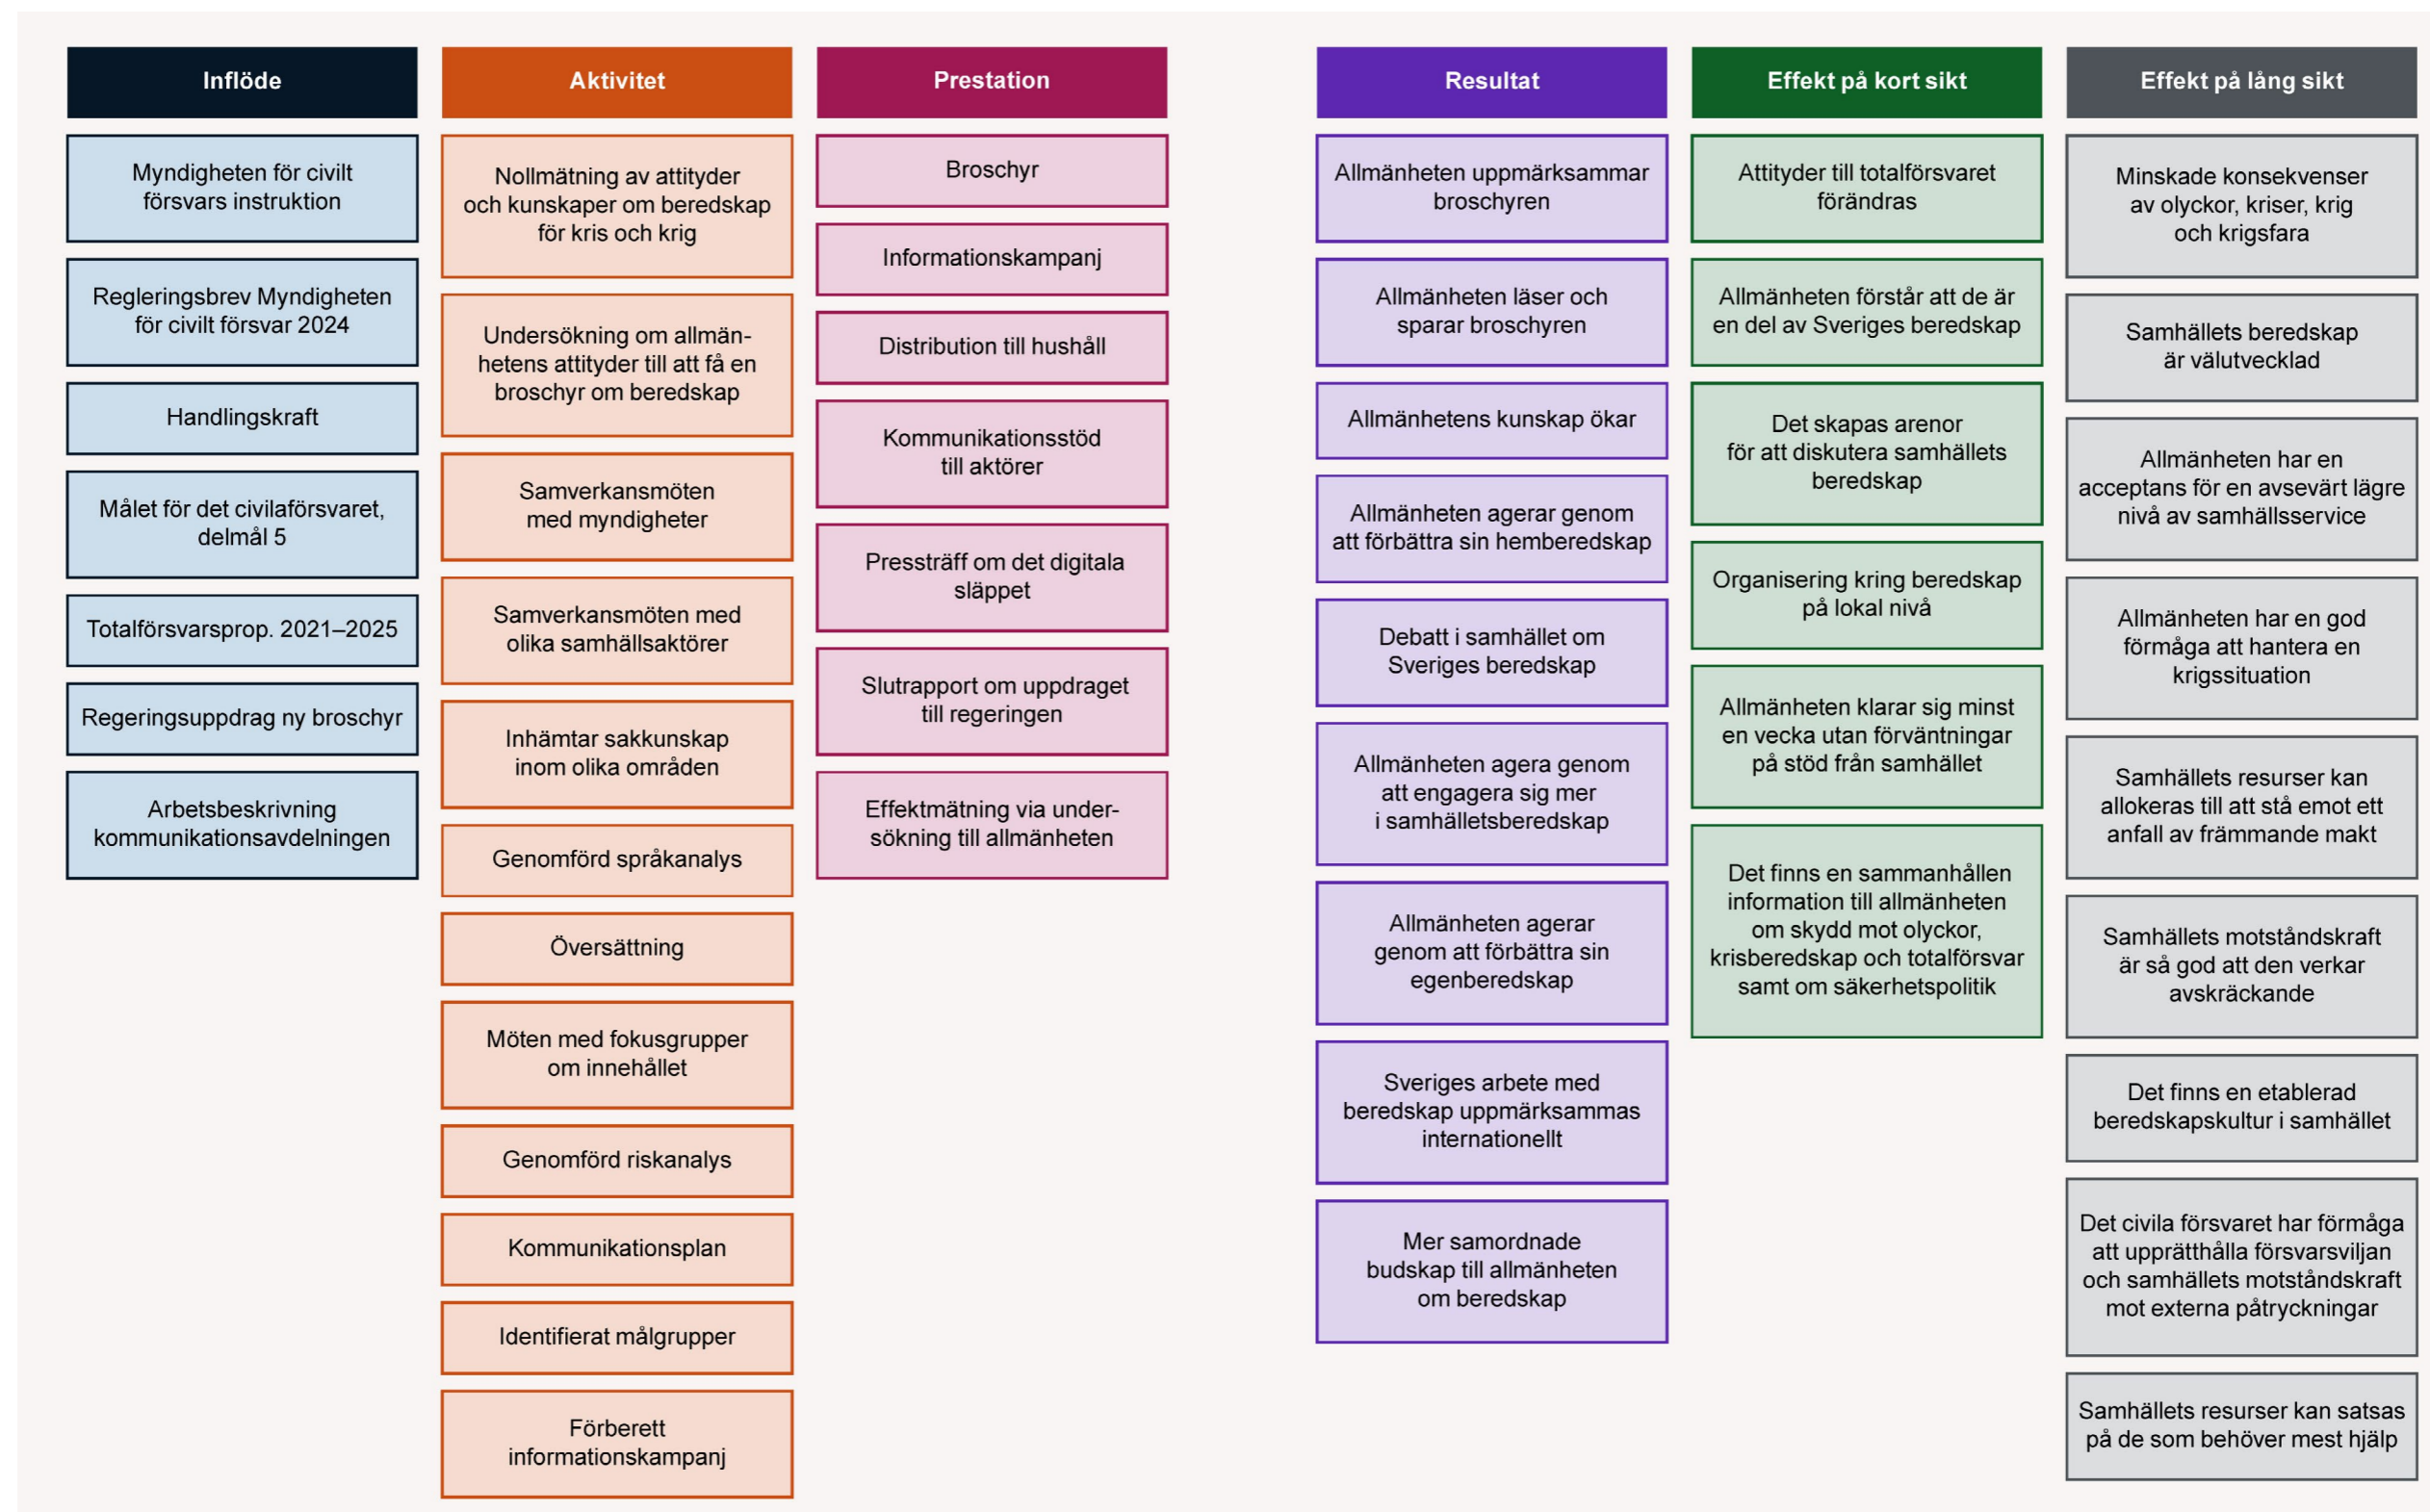 Inflöde
Myndigheten för civilt
försvars instruktion
Regleringsbrev Myndigheten
för civilt försvar 2024
Handlingskraft
Målet för det civilaförsvaret,
delmål 5
Totalförsvarsprop. 2021–2025
Regeringsuppdrag ny broschyr
Arbetsbeskrivning
kommunikationsavdelningen
Aktivitet
Nollmätning av attityder
och kunskaper om beredskap
för kris och krig
Undersökning om allmän-
hetens attityder till att få en
broschyr om beredskap
Samverkansmöten
med myndigheter
Samverkansmöten med
olika samhällsaktörer
Inhämtar sakkunskap
inom olika områden
Genomförd språkanalys
Översättning
Möten med fokusgrupper
om innehållet
Genomförd riskanalys
Kommunikationsplan
Identifierat målgrupper
Förberett
informationskampanj
Prestation
Broschyr
Informationskampanj
Distribution till hushåll
Kommunikationsstöd
till aktörer
Pressträff om det digitala
släppet
Slutrapport om uppdraget
till regeringen
Effektmätning via under-
sökning till allmänheten
Resultat
Allmänheten uppmärksammar
broschyren
Allmänheten läser och
sparar broschyren
Allmänhetens kunskap ökar
Allmänheten agerar genom
att förbättra sin hemberedskap
Debatt i samhället om
Sveriges beredskap
Allmänheten agera genom
att engagera sig mer
i samhälletsberedskap
Allmänheten agerar
genom att förbättra sin
egenberedskap
Sveriges arbete med
beredskap uppmärksammas
internationellt
Mer samordnade
budskap till allmänheten
om beredskap
Effekt på kort sikt
Attityder till totalförsvaret
förändras
Allmänheten förstår att de är
en del av Sveriges beredskap
Det skapas arenor
för att diskutera samhällets
beredskap
Organisering kring beredskap
på lokal nivå
Allmänheten klarar sig minst
en vecka utan förväntningar
på stöd från samhället
Det finns en sammanhållen
information till allmänheten
om skydd mot olyckor,
krisberedskap och totalförsvar
samt om säkerhetspolitik
Effekt på lång sikt
Minskade konsekvenser
av olyckor, kriser, krig
och krigsfara
Samhällets beredskap
är välutvecklad
Allmänheten har en
acceptans för en avsevärt lägre
nivå av samhällsservice
Allmänheten har en god
förmåga att hantera en
krigssituation
Samhällets resurser kan
allokeras till att stå emot ett
anfall av främmande makt
Samhällets motståndskraft
är så god att den verkar
avskräckande
Det finns en etablerad
beredskapskultur i samhället
Det civila försvaret har förmåga
att upprätthålla försvarsviljan
och samhällets motståndskraft
mot externa påtryckningar
Samhällets resurser kan satsas
på de som behöver mest hjälp